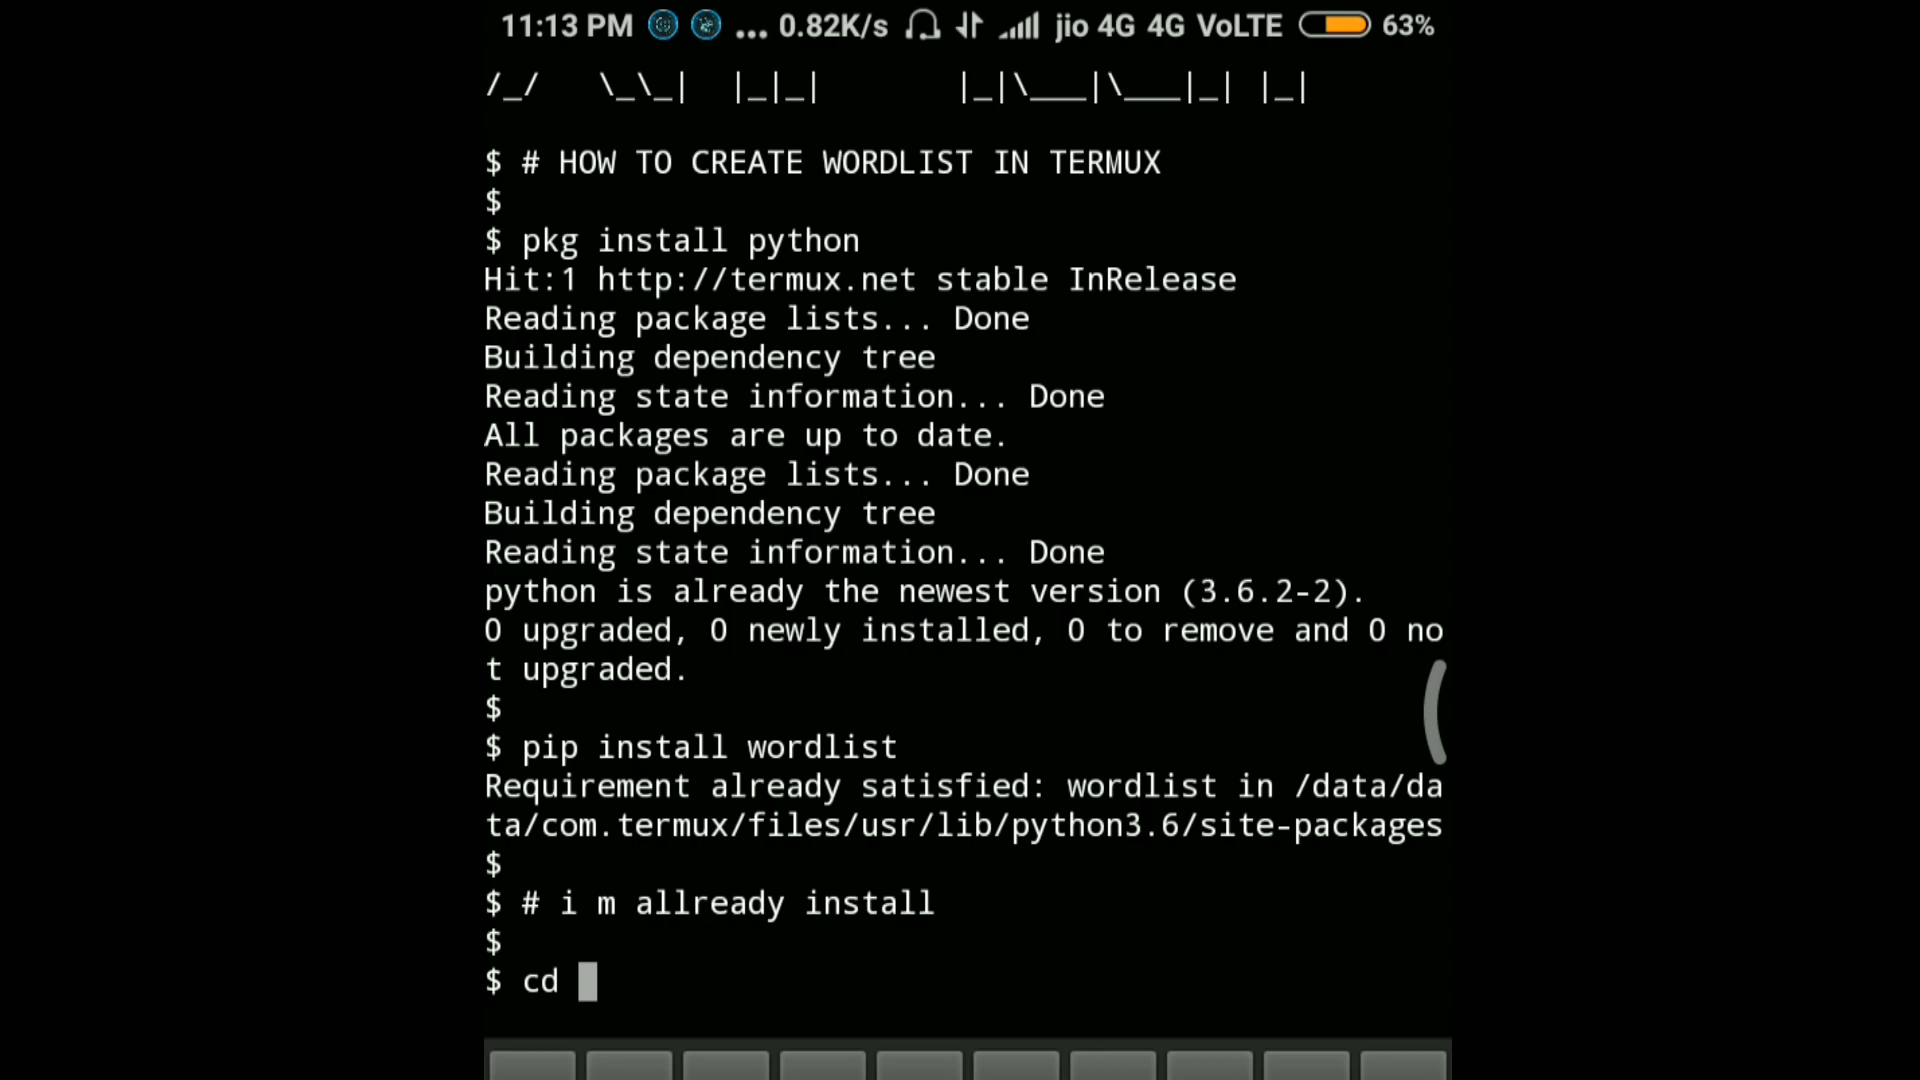 11:13 PM ... 0.82K/s jio 4G 4G VoLTE 63%
/_/   \_\_|  |_|_|       |_|\___|\___|_| |_|
$ # HOW TO CREATE WORDLIST IN TERMUX
$
$ pkg install python
Hit:1 http://termux.net stable InRelease
Reading package lists... Done
Building dependency tree
Reading state information... Done
All packages are up to date.
Reading package lists... Done
Building dependency tree
Reading state information... Done
python is already the newest version (3.6.2-2).
0 upgraded, 0 newly installed, 0 to remove and 0 no
t upgraded.
$
$ pip install wordlist
Requirement already satisfied: wordlist in /data/da
ta/com.termux/files/usr/lib/python3.6/site-packages
$
$ # i m allready install
$
$ cd